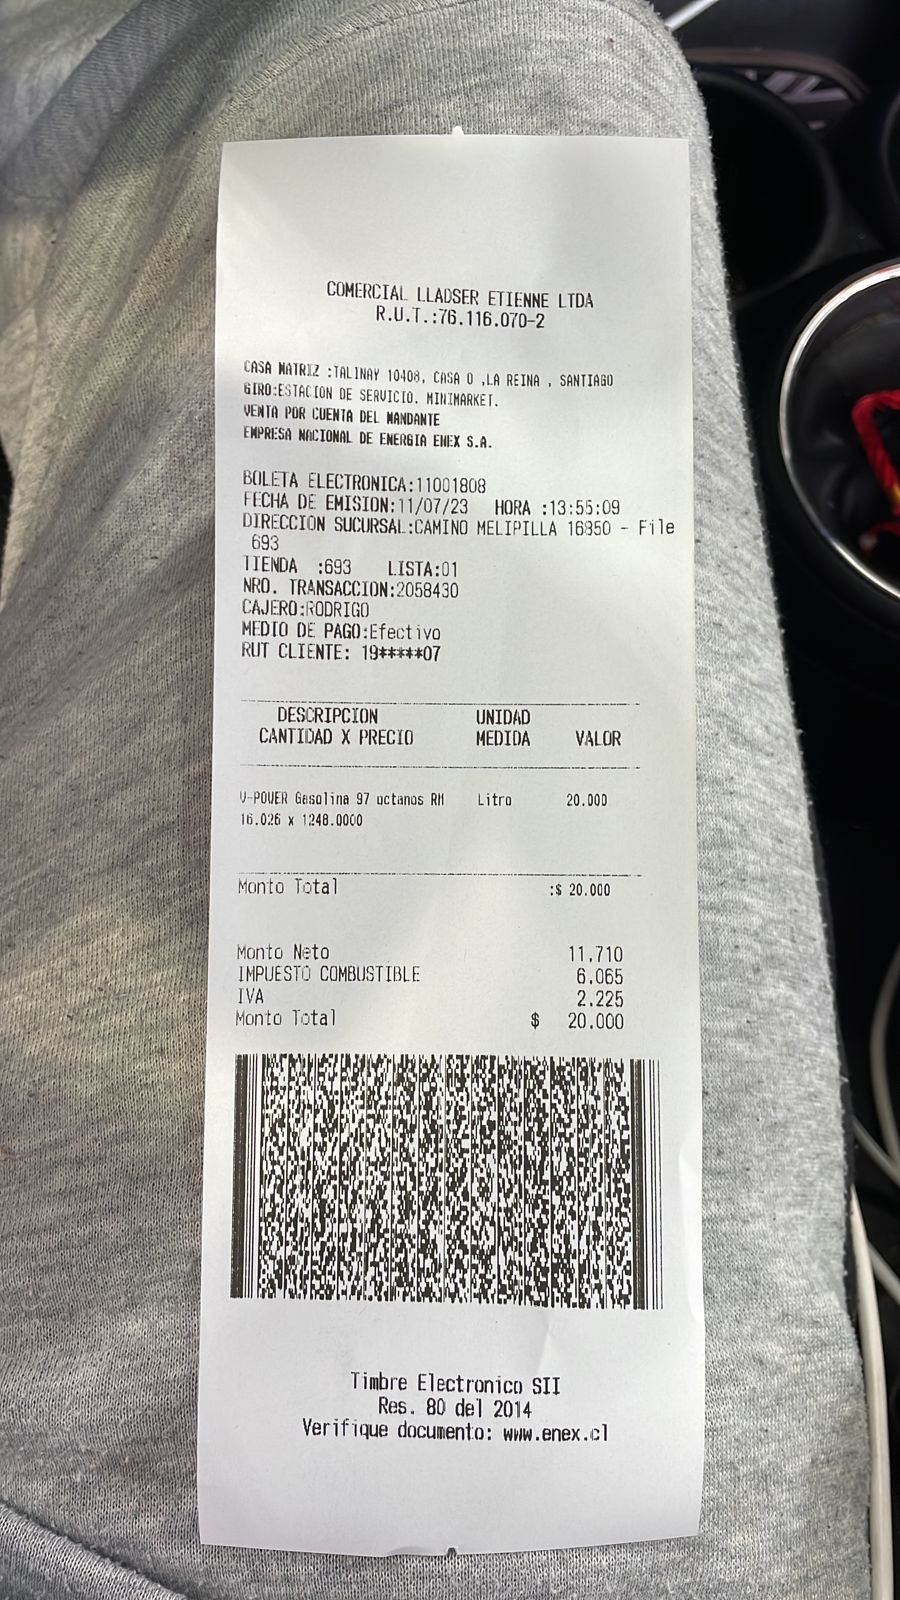 COMERCIAL LLADSER ETIENNE LTDA
R.U.T.:76.116.070-2
CASA MATRIZ :TALINAY 10408, CASA O ,LA REINA , SANTIAGO
GIRO:ESTACION DE SERVICIO. MINIMARKET.
VENTA POR CUENTA DEL MANDANTE
EMPRESA NACIONAL DE ENERGIA ENEX S.A.
BOLETA ELECTRONICA:11001808
FECHA DE EMISION:11/07/23 HORA :13:55:09
DIRECCION SUCURSAL:CAMINO MELIPILLA 16350 - File
693
TIENDA :693 LISTA:01
NRO. TRANSACCION:2058430
CAJERO:RODRIGO
MEDIO DE PAGO:Efectivo
RUT CLIENTE: 19*****07
DESCRIPCION UNIDAD
CANTIDAD X PRECIO MEDIDA VALOR
V-POWER Gasolina 97 octanos RM Litro 20.000
16.026 x 1248.0000
Monto Total :$ 20.000
Monto Neto 11.710
IMPUESTO COMBUSTIBLE 6.065
IVA 2.225
Monto Total $ 20.000
Timbre Electronico SII
Res. 80 del 2014
Verifique documento: www.enex.cl